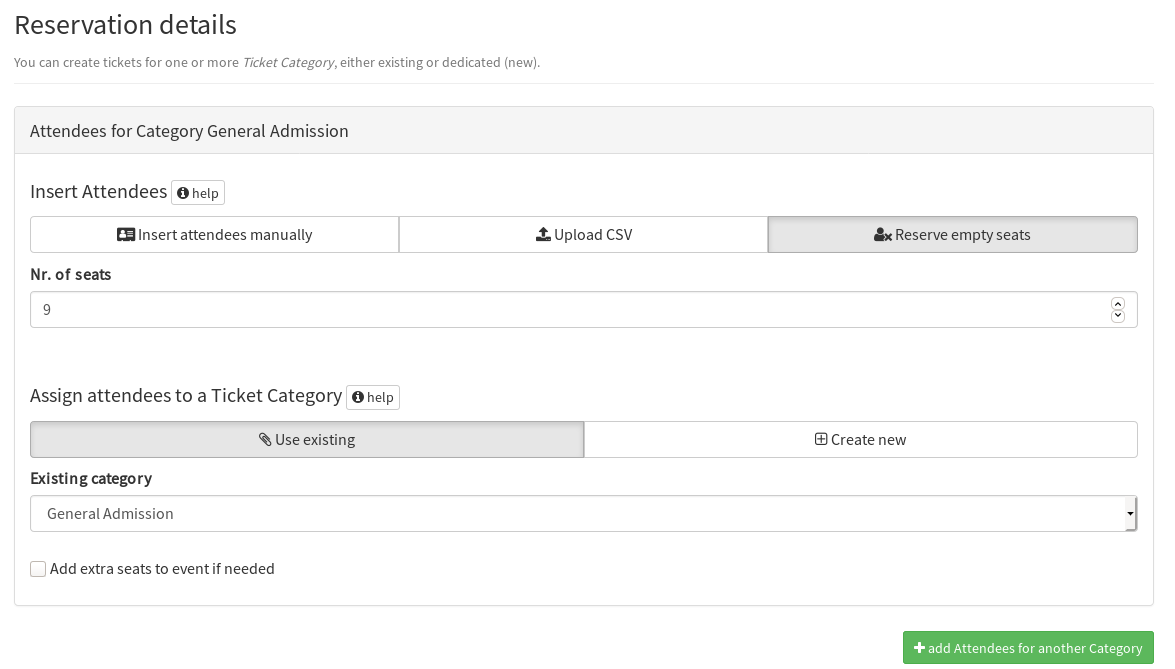 Reservation details
You can create tickets for one or more Ticket Category, either existing or dedicated (new).
Attendees for Category General Admission
Insert Attendees help
Insert attendees manually Upload CSV Reserve empty seats
Nr. of seats
9
Assign attendees to a Ticket Category help
Use existing Create new
Existing category
General Admission
Add extra seats to event if needed
add Attendees for another Category